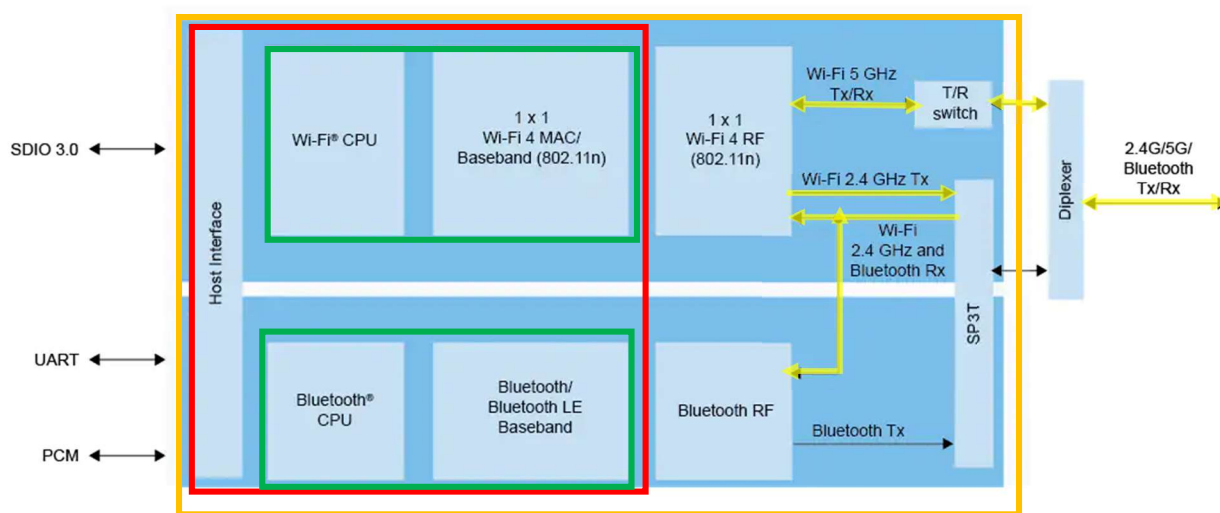 SDIO 3.0
UART
PCM
Host Interface
Wi-Fi® CPU
1 x 1
Wi-Fi 4 MAC/
Baseband (802.11n)
1 x 1
Wi-Fi 4 RF
(802.11n)
Wi-Fi 5 GHz
Tx/Rx
T/R
switch
Wi-Fi 2.4 GHz Tx
Wi-Fi
2.4 GHz and
Bluetooth Rx
Bluetooth®
CPU
Bluetooth/
Bluetooth LE
Baseband
Bluetooth RF
Bluetooth Tx
SP3T
Diplexer
2.4G/5G/
Bluetooth
Tx/Rx